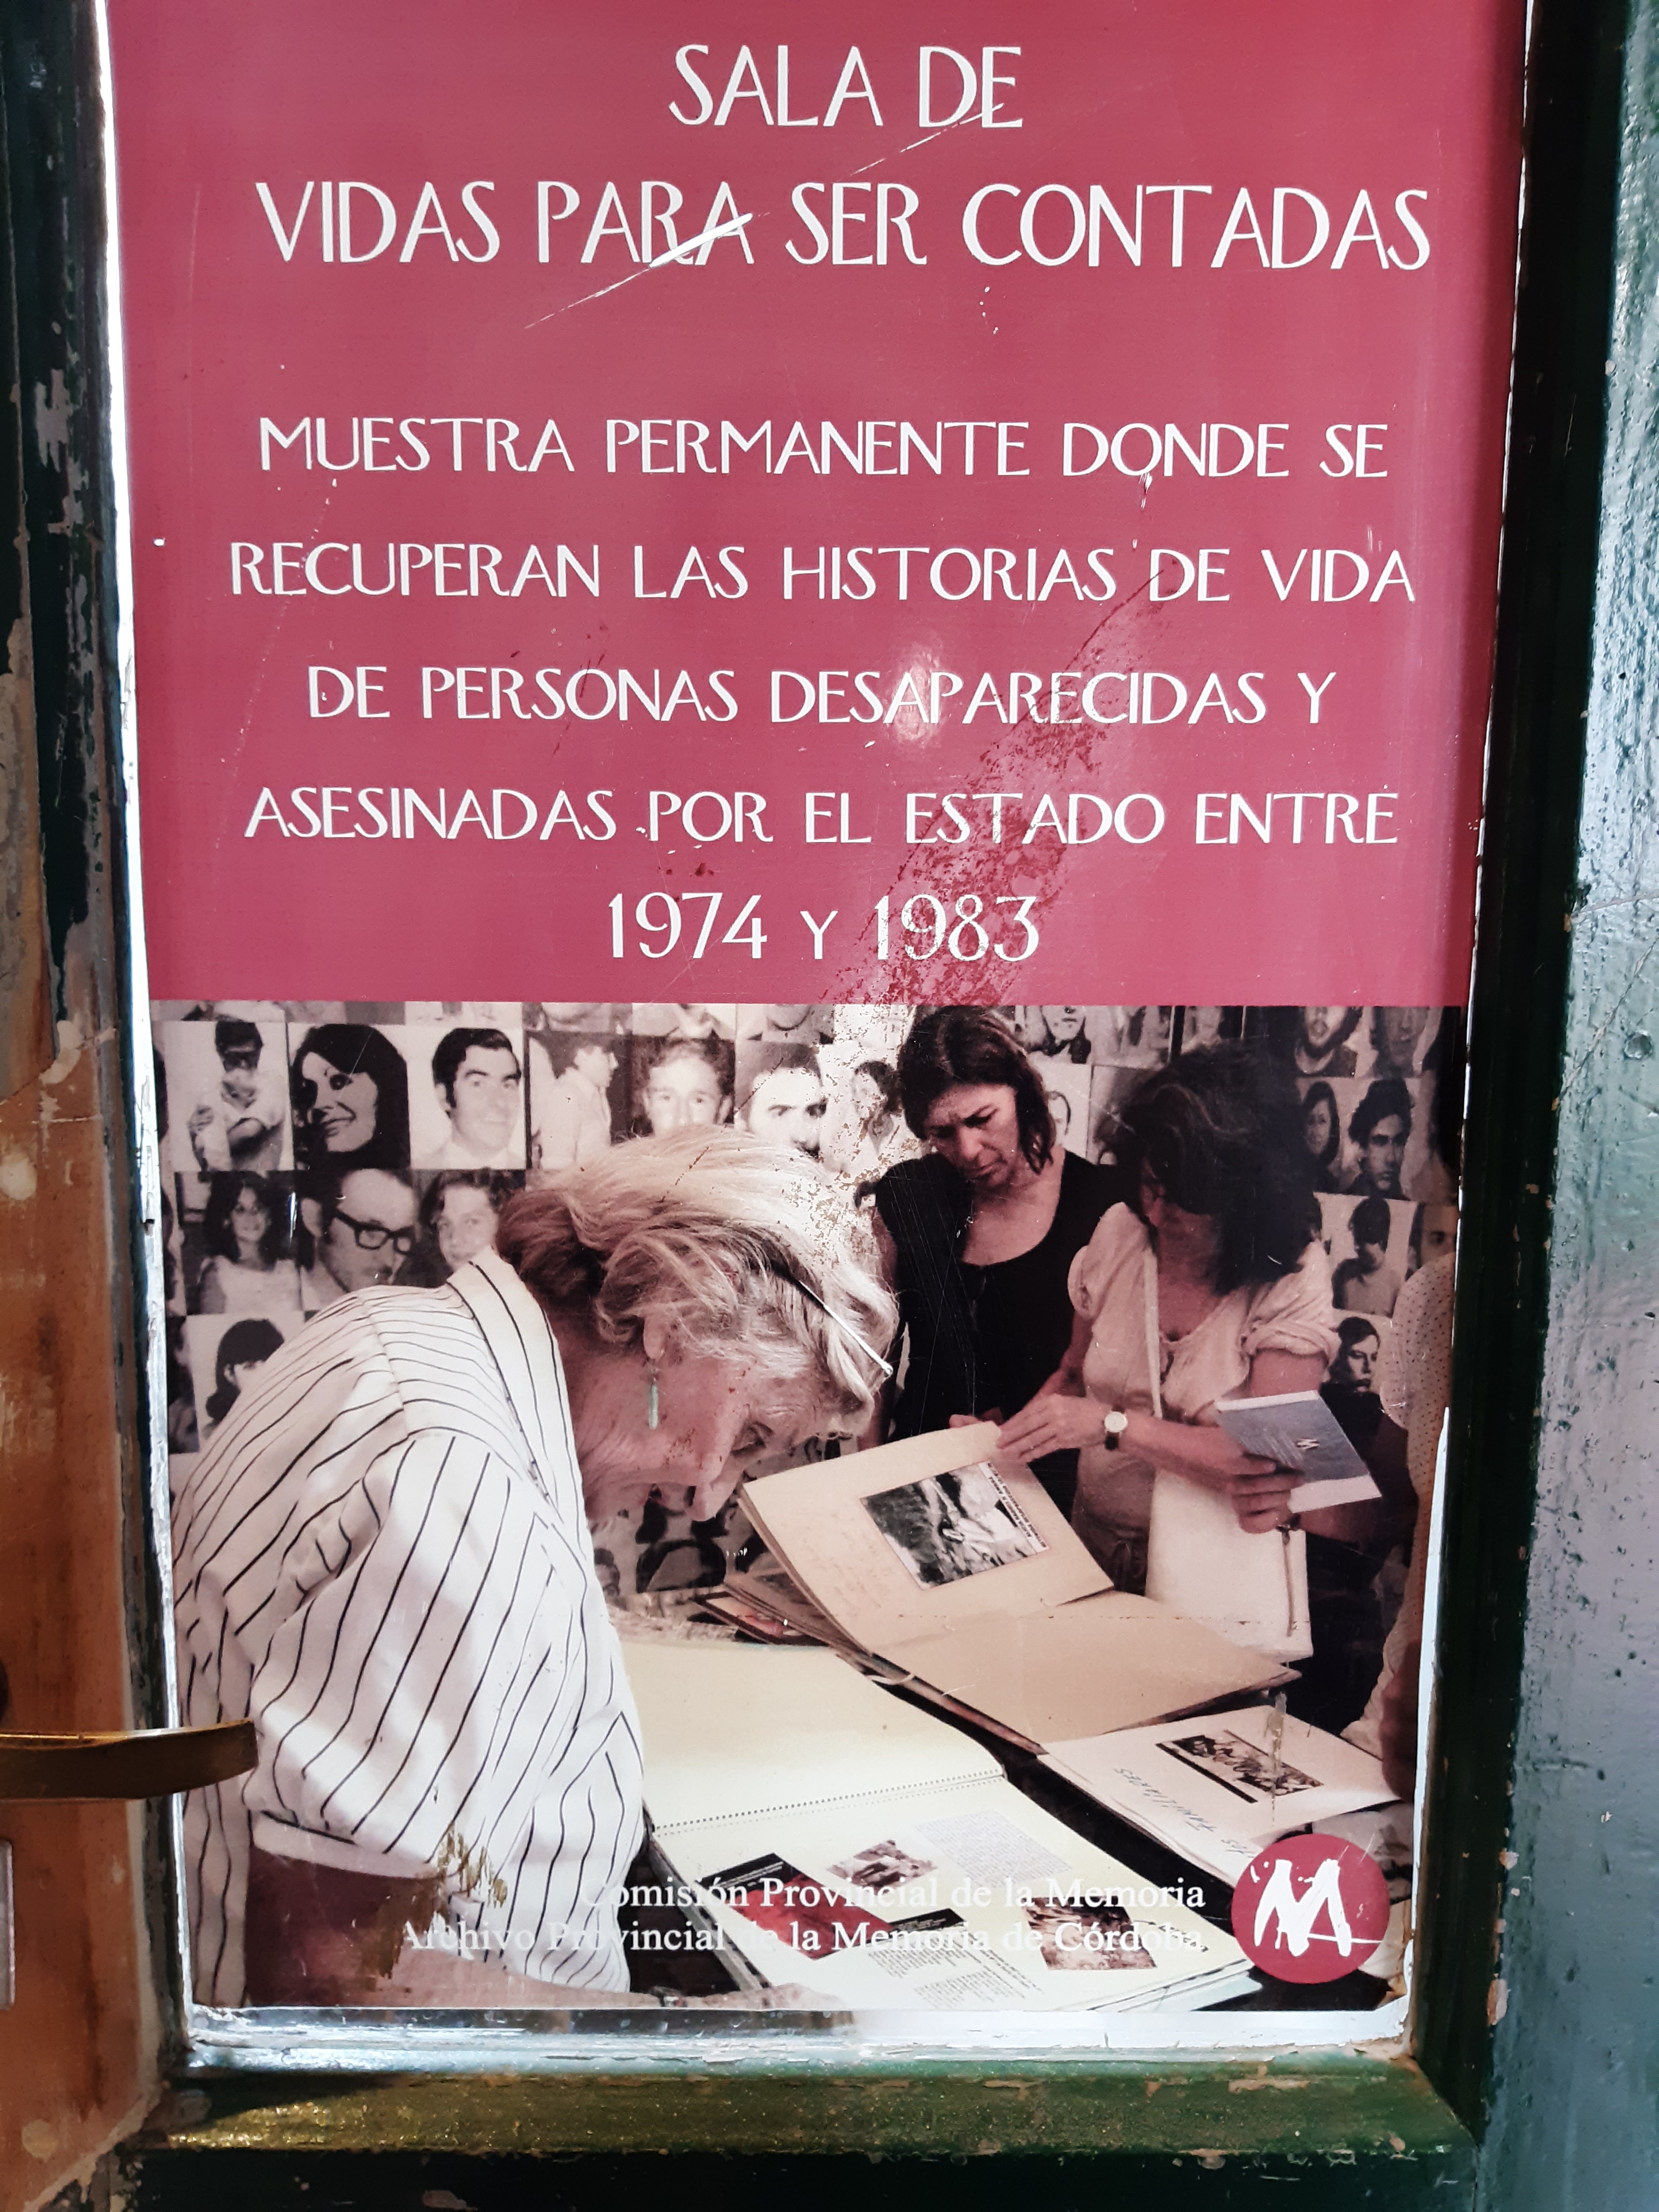 SALA DE
VIDAS PARA SER CONTADAS
MUESTRA PERMANENTE DONDE SE
RECUPERAN LAS HISTORIAS DE VIDA
DE PERSONAS DESAPARECIDAS Y
ASESINADAS POR EL ESTADO ENTRE
1974 Y 1983
Comisión Provincial de la Memoria
Archivo Provincial de la Memoria de Córdoba
M